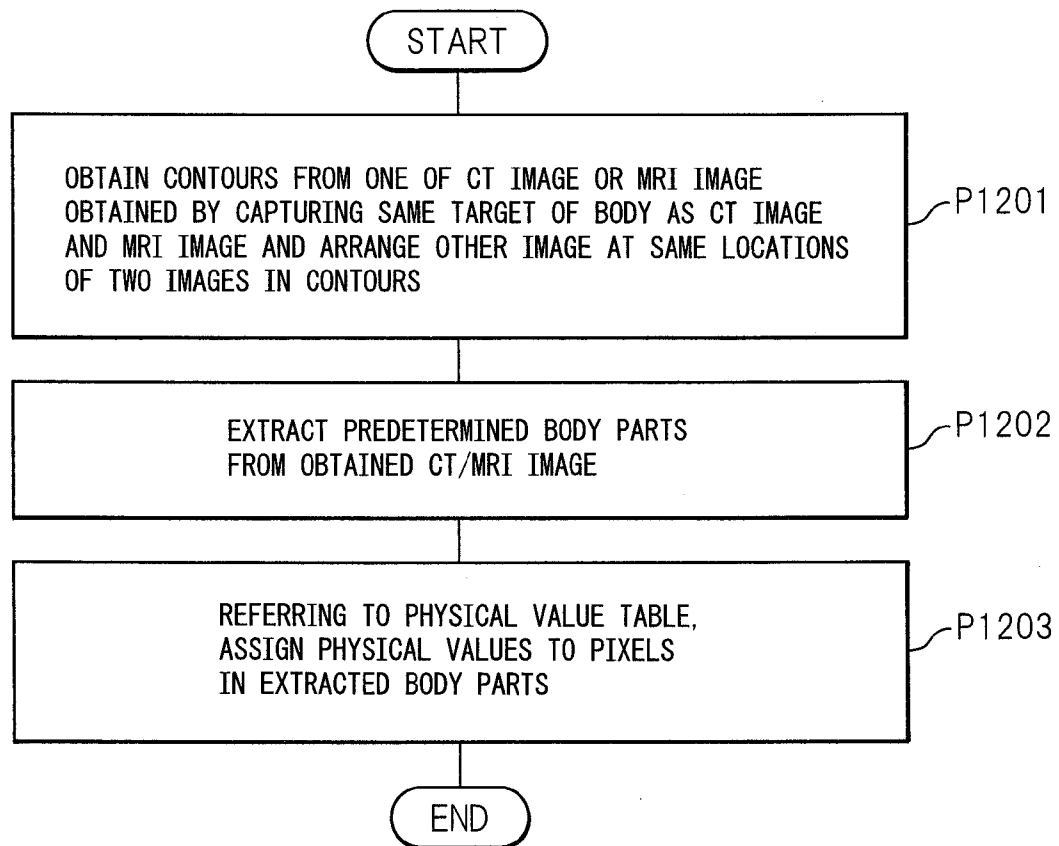 START
OBTAIN CONTOURS FROM ONE OF CT IMAGE OR MRI IMAGE
OBTAINED BY CAPTURING SAME TARGET OF BODY AS CT IMAGE
AND MRI IMAGE AND ARRANGE OTHER IMAGE AT SAME LOCATIONS
OF TWO IMAGES IN CONTOURS
P1201
EXTRACT PREDETERMINED BODY PARTS
FROM OBTAINED CT/MRI IMAGE
P1202
REFERRING TO PHYSICAL VALUE TABLE,
ASSIGN PHYSICAL VALUES TO PIXELS
IN EXTRACTED BODY PARTS
P1203
END